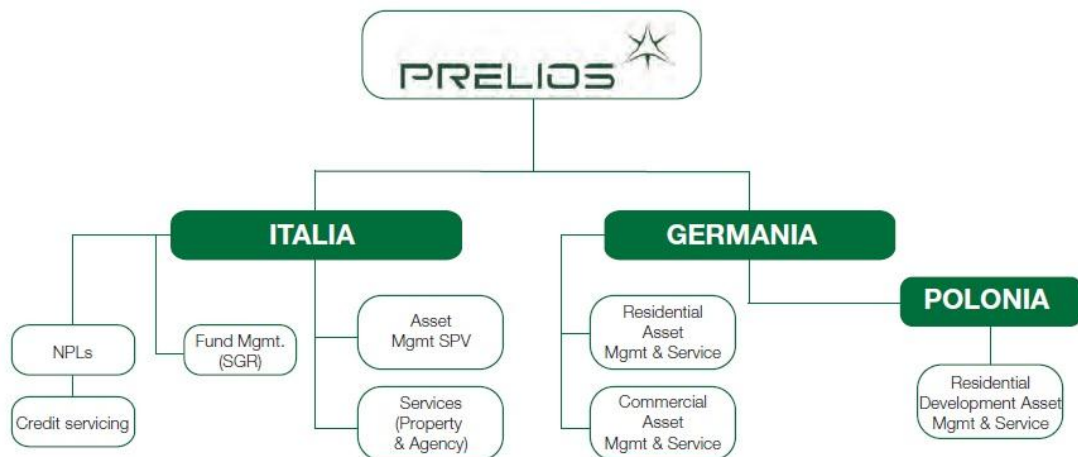 PRELIOS
ITALIA
GERMANIA
POLONIA
NPLs
Fund Mgmt.
(SGR)
Asset
Mgmt SPV
Residential
Asset
Mgmt & Service
Credit servicing
Services
(Property
& Agency)
Commercial
Asset
Mgmt & Service
Residential
Development Asset
Mgmt & Service